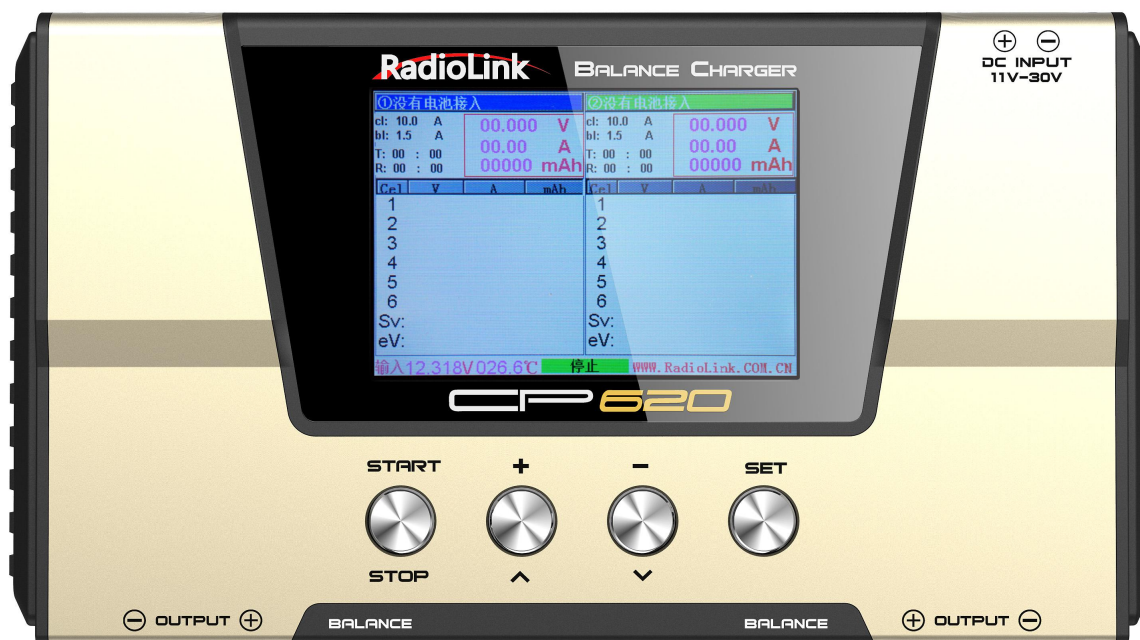 RadioLink BALANCE CHARGER
⊕ ⊖
DC INPUT
11V-30V
①没有电池接入 ②没有电池接入
cl: 10.0 A 00.000 V cl: 10.0 A 00.000 V
bl: 1.5 A 00.00 A bl: 1.5 A 00.00 A
T: 00 : 00 T: 00 : 00
R: 00 : 00 00000 mAh R: 00 : 00 00000 mAh
Cel V A mAh Cel V A mAh
1 1
2 2
3 3
4 4
5 5
6 6
Sv: Sv:
eV: eV:
输入12.318V 026.6℃ 停止 WWW.RadioLink.COM.CN
CP620
START + - SET
STOP ∧ ∨
⊖ OUTPUT ⊕ BALANCE BALANCE ⊕ OUTPUT ⊖